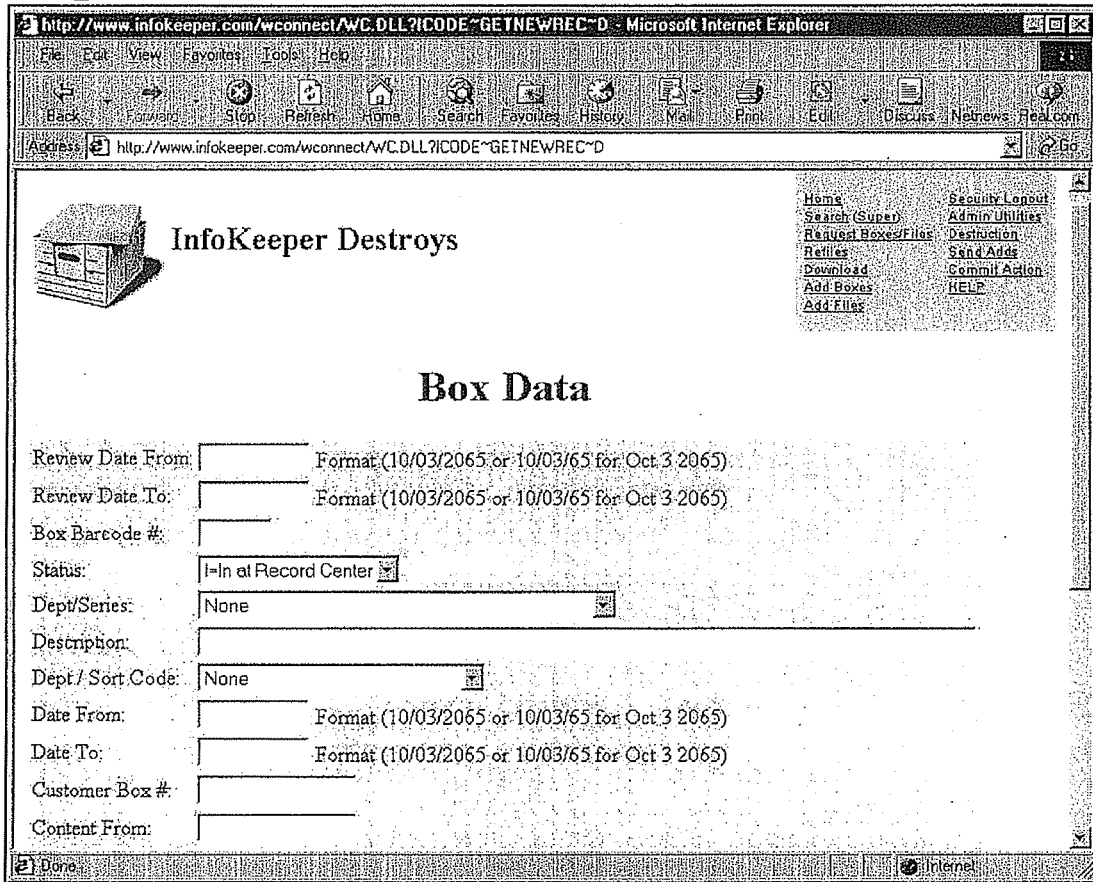 http://www.infokeeper.com/wconnect/WC.DLL?ICODE~GETNEWREC~D - Microsoft Internet Explorer
File Edit View Favorites Tools Help
Back Forward Stop Refresh Home Search Favorites History Mail Print Edit Discuss Netnews Real.com
Address http://www.infokeeper.com/wconnect/WC.DLL?ICODE~GETNEWREC~D Go
InfoKeeper Destroys
Home Security Logout
Search (Super) Admin Utilities
Request Boxes/Files Destruction
Refiles Send Adds
Download Commit Action
Add Boxes HELP
Add Files
Box Data
Review Date From: Format (10/03/2065 or 10/03/65 for Oct 3 2065)
Review Date To: Format (10/03/2065 or 10/03/65 for Oct 3 2065)
Box Barcode #:
Status: I=In at Record Center
Dept/Series: None
Description:
Dept / Sort Code: None
Date From: Format (10/03/2065 or 10/03/65 for Oct 3 2065)
Date To: Format (10/03/2065 or 10/03/65 for Oct 3 2065)
Customer Box #:
Content From:
Done Internet